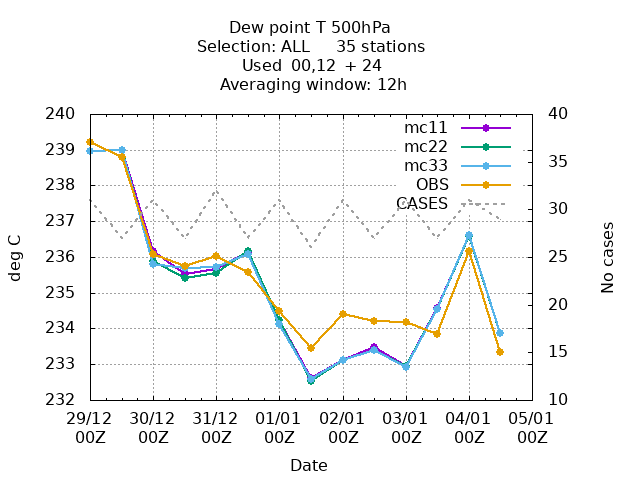 Dew point T 500hPa
Selection: ALL 35 stations
Used 00,12 + 24
Averaging window: 12h
240
239
238
237
236
235
234
233
232
40
35
30
25
20
15
10
mc11
mc22
mc33
OBS
CASES
deg C
No cases
29/12 30/12 31/12 01/01 02/01 03/01 04/01 05/01
00Z 00Z 00Z 00Z 00Z 00Z 00Z 00Z
Date